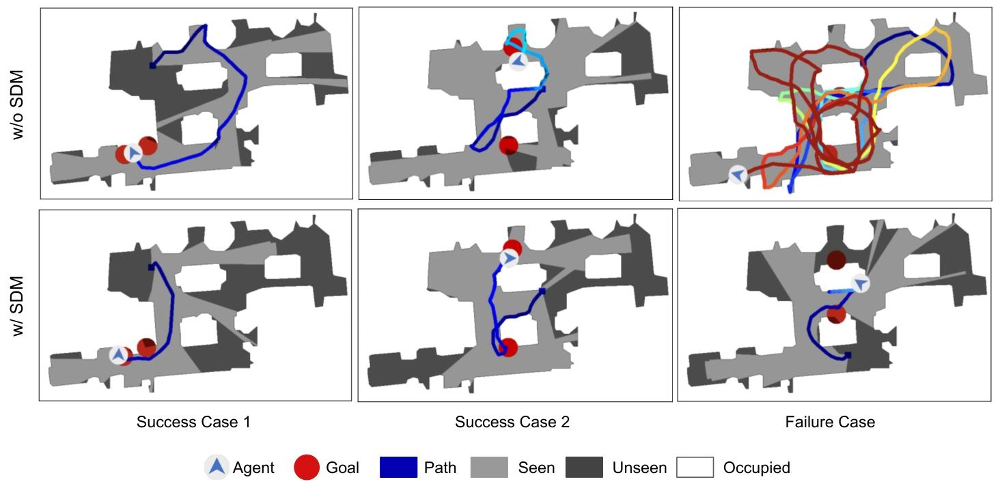 w/o SDM
w/ SDM
Success Case 1
Success Case 2
Failure Case
Agent
Goal
Path
Seen
Unseen
Occupied